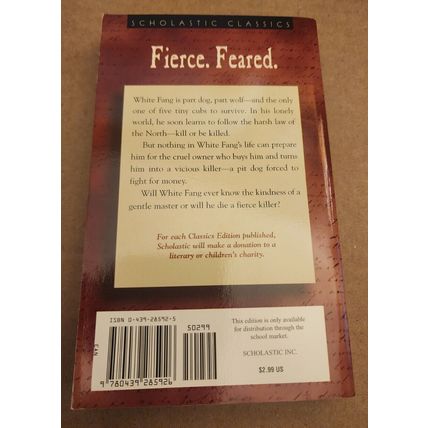 SCHOLASTIC CLASSICS
Fierce. Feared.
White Fang is part dog, part wolf—and the only
one of five tiny cubs to survive. In his lonely
world, he soon learns to follow the harsh law of
the North—kill or be killed.
But nothing in White Fang's life can prepare
him for the cruel owner who buys him and turns
him into a vicious killer—a pit dog forced to
fight for money.
Will White Fang ever know the kindness of a
gentle master or will he die a fierce killer?
For each Classics Edition published,
Scholastic will make a donation to a
literary or children's charity.
ISBN 0-439-28592-5
50299
EAN
9 780439 285926
This edition is only available
for distribution through the
school market.
SCHOLASTIC INC.
$2.99 US